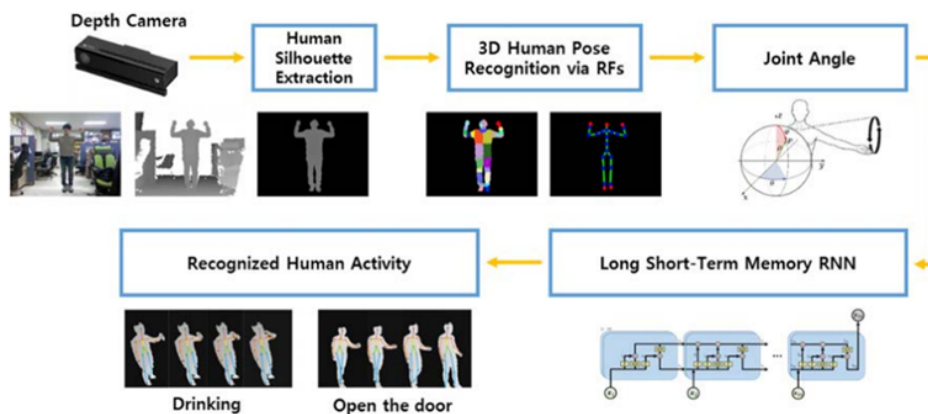 Depth Camera
Human
Silhouette
Extraction
3D Human Pose
Recognition via RFs
Joint Angle
Recognized Human Activity
Long Short-Term Memory RNN
Drinking
Open the door